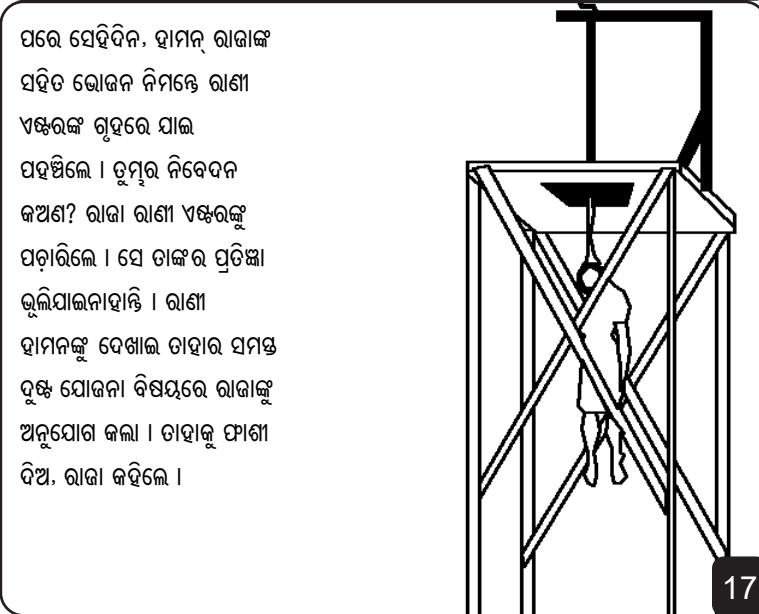 ପରେ ସେହିଦିନ, ହାମନ୍ ରାଜାଙ୍କ
ସହିତ ଭୋଜନ ନିମନ୍ତେ ରାଣୀ
ଏଷ୍ଟରଙ୍କ ଗୃହରେ ଯାଇ
ପହଞ୍ଚିଲେ । ତୁମ୍ଭର ନିବେଦନ
କଅଣ? ରାଜା ରାଣୀ ଏଷ୍ଟରଙ୍କୁ
ପଚ଼ାରିଲେ । ସେ ତାଙ୍କର ପ୍ରତିଜ୍ଞା
ଭୂଲିଯାଇନାହାନ୍ତି । ରାଣୀ
ହାମନଙ୍କୁ ଦେଖାଇ ତାହାର ସମସ୍ତ
ଦୁଷ୍ଟ ଯୋଜନା ବିଷୟରେ ରାଜାଙ୍କୁ
ଅନୁଯୋଗ କଲା । ତାହାକୁ ଫାଶୀ
ଦିଅ, ରାଜା କହିଲେ ।
17